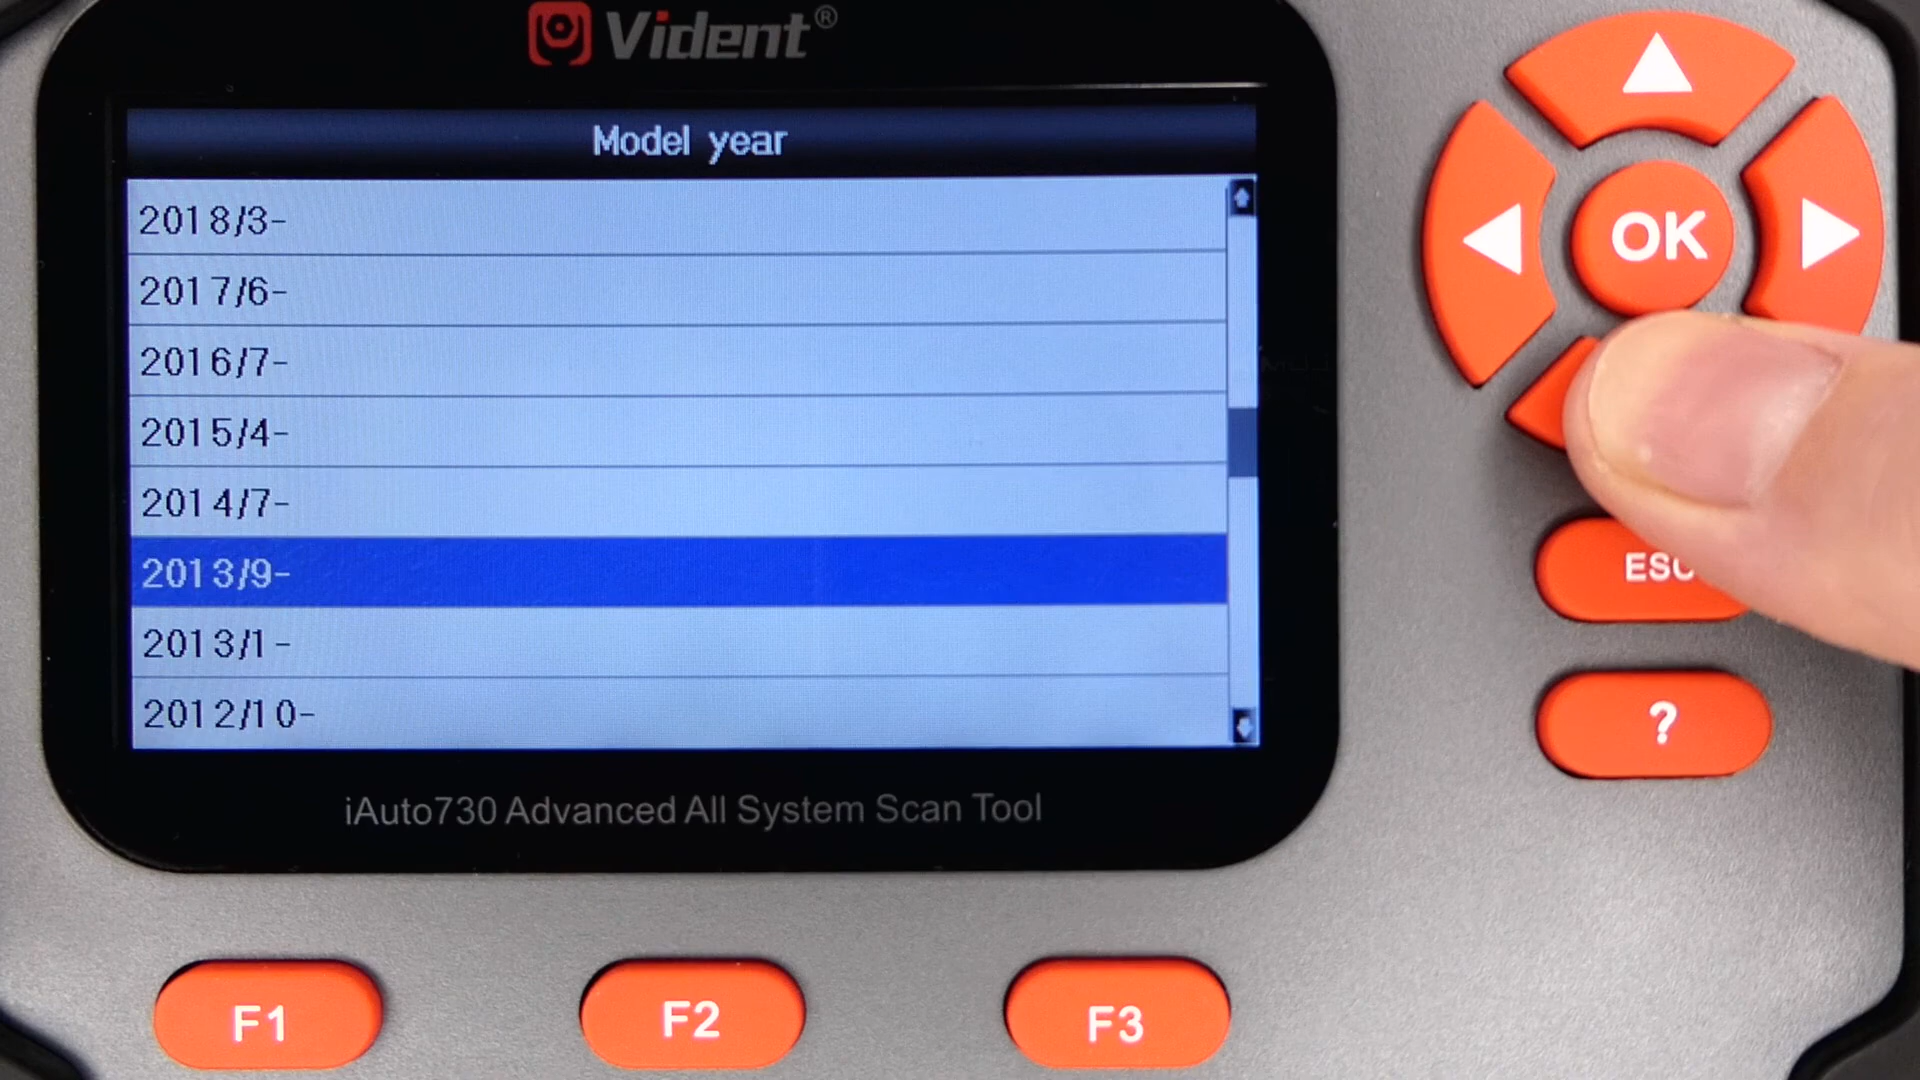 Vident®
Model year
2018/3-
2017/6-
2016/7-
2015/4-
2014/7-
2013/9-
2013/1-
2012/10-
iAuto730 Advanced All System Scan Tool
OK
ESC
?
F1
F2
F3